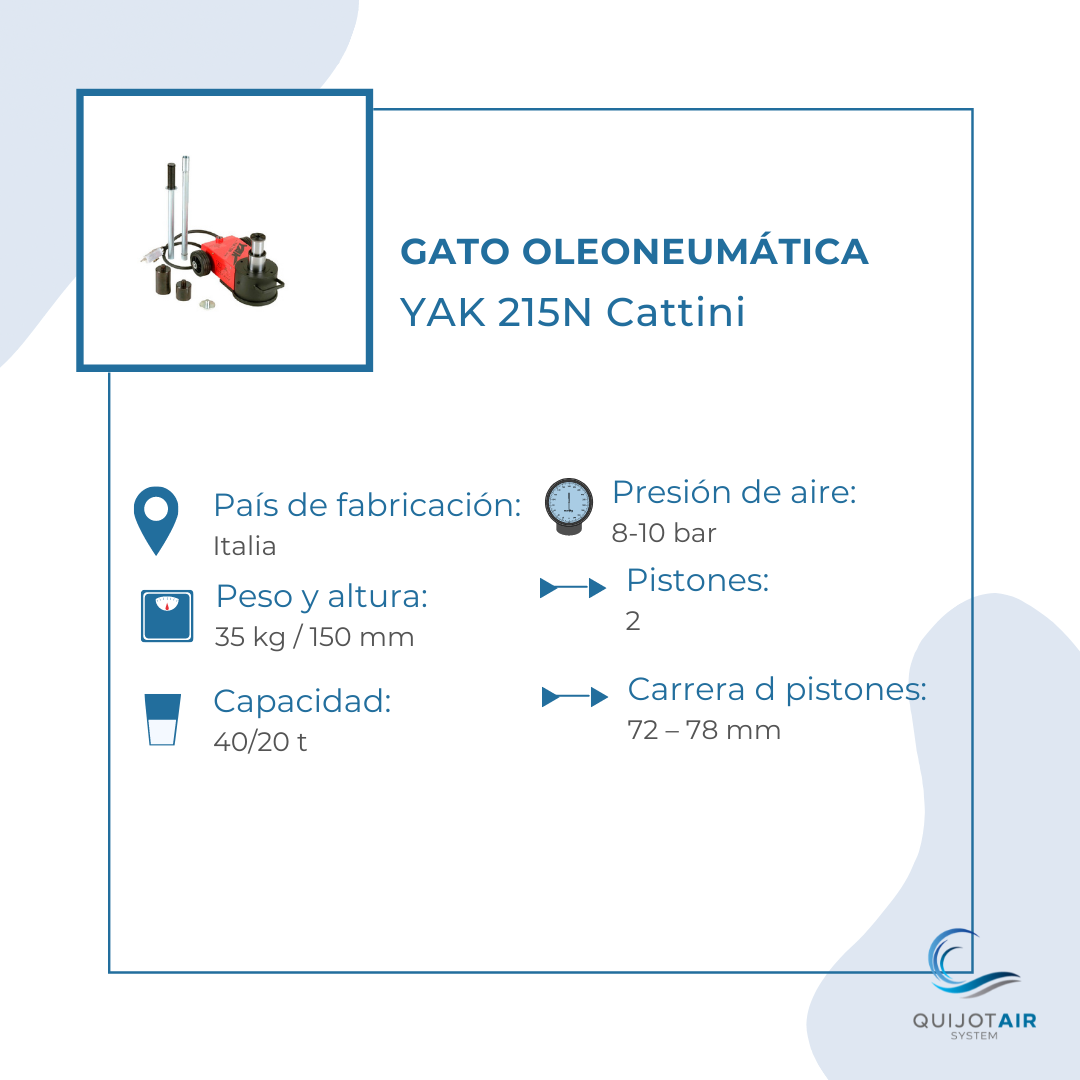 GATO OLEONEUMÁTICA
YAK 215N Cattini
País de fabricación:
Italia
Peso y altura:
35 kg / 150 mm
Capacidad:
40/20 t
Presión de aire:
8-10 bar
Pistones:
2
Carrera d pistones:
72 – 78 mm
QUIJOTAIR
SYSTEM